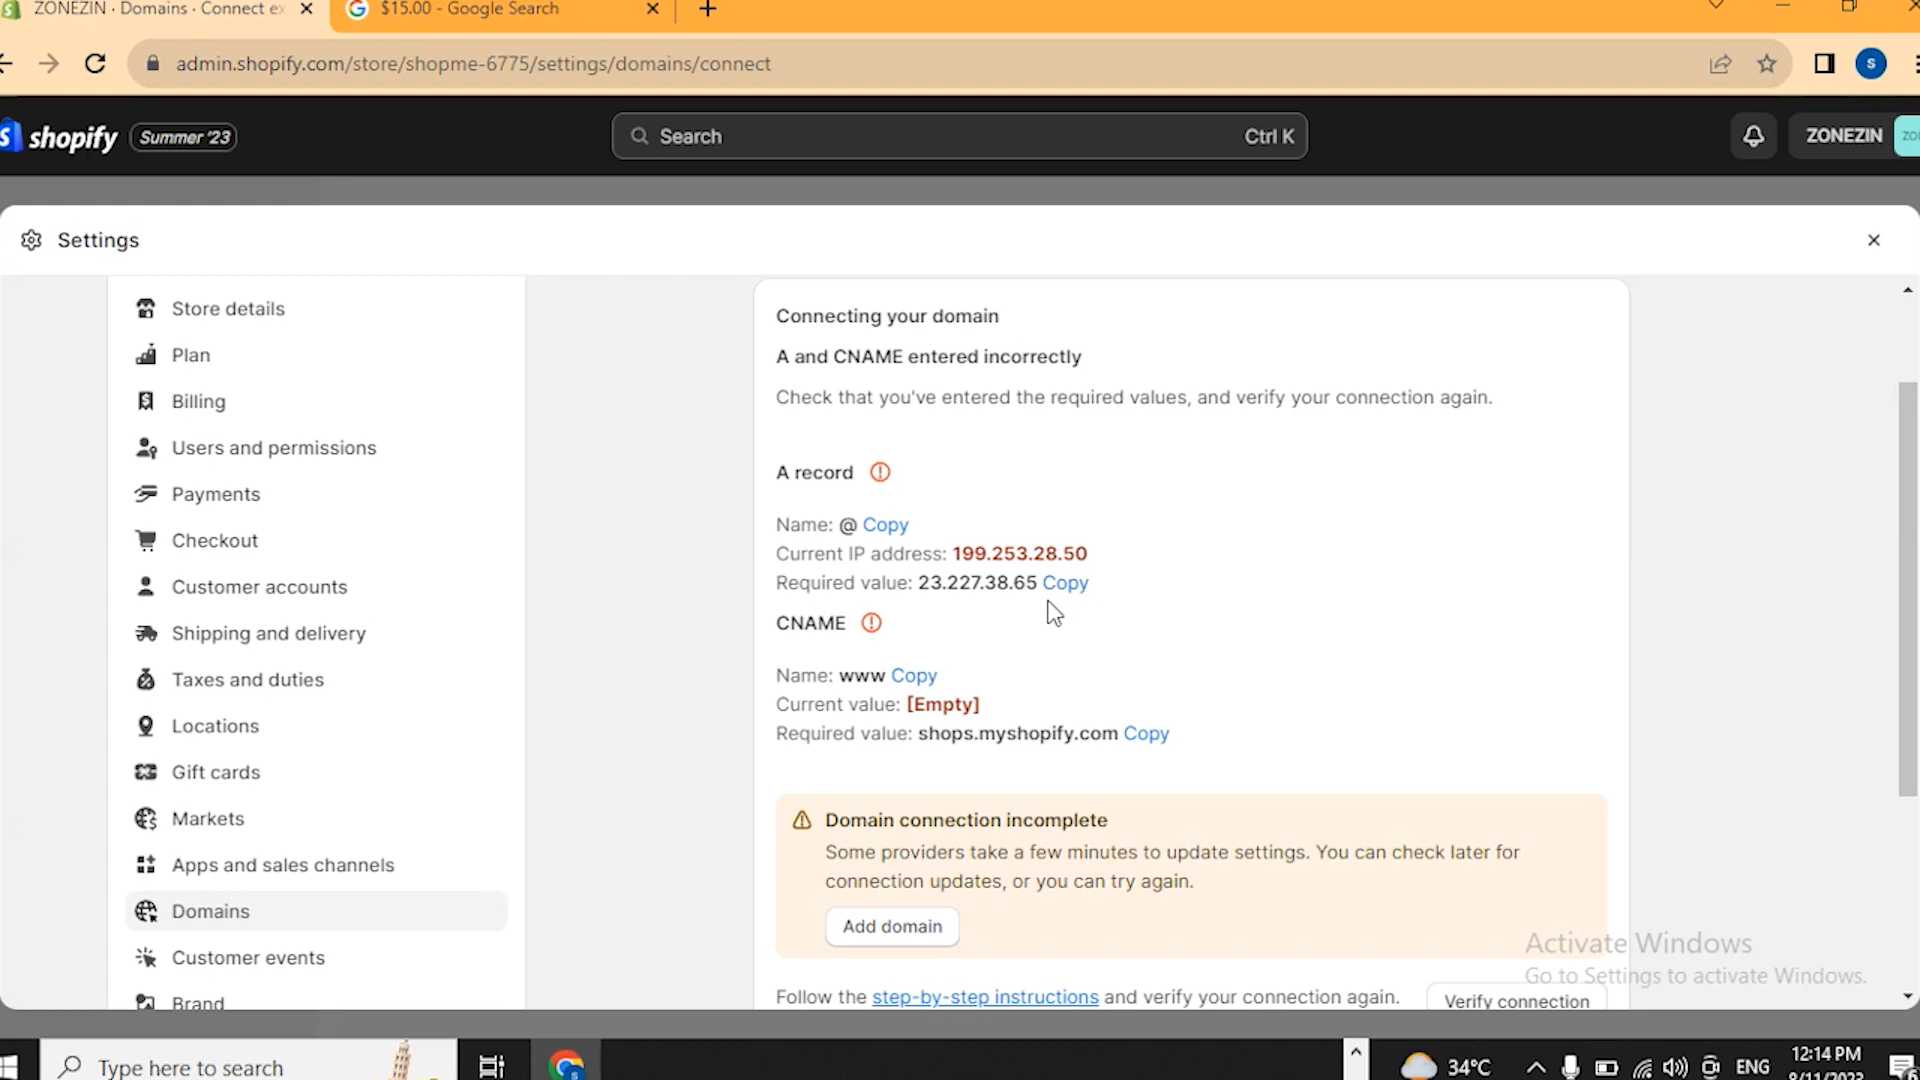 ZONEZIN · Domains · Connect ex
$15.00 - Google Search
admin.shopify.com/store/shopme-6775/settings/domains/connect
S
shopify
Summer '23
Search
Ctrl K
ZONEZIN
ZO
Settings
Store details
Plan
Billing
Users and permissions
Payments
Checkout
Customer accounts
Shipping and delivery
Taxes and duties
Locations
Gift cards
Markets
Apps and sales channels
Domains
Customer events
Brand
Connecting your domain
A and CNAME entered incorrectly
Check that you've entered the required values, and verify your connection again.
A record
Name: @ Copy
Current IP address: 199.253.28.50
Required value: 23.227.38.65 Copy
CNAME
Name: www Copy
Current value: [Empty]
Required value: shops.myshopify.com Copy
Domain connection incomplete
Some providers take a few minutes to update settings. You can check later for
connection updates, or you can try again.
Add domain
Follow the step-by-step instructions and verify your connection again.
Verify connection
Activate Windows
Go to Settings to activate Windows.
Type here to search
34°C
ENG
12:14 PM
8/11/2023